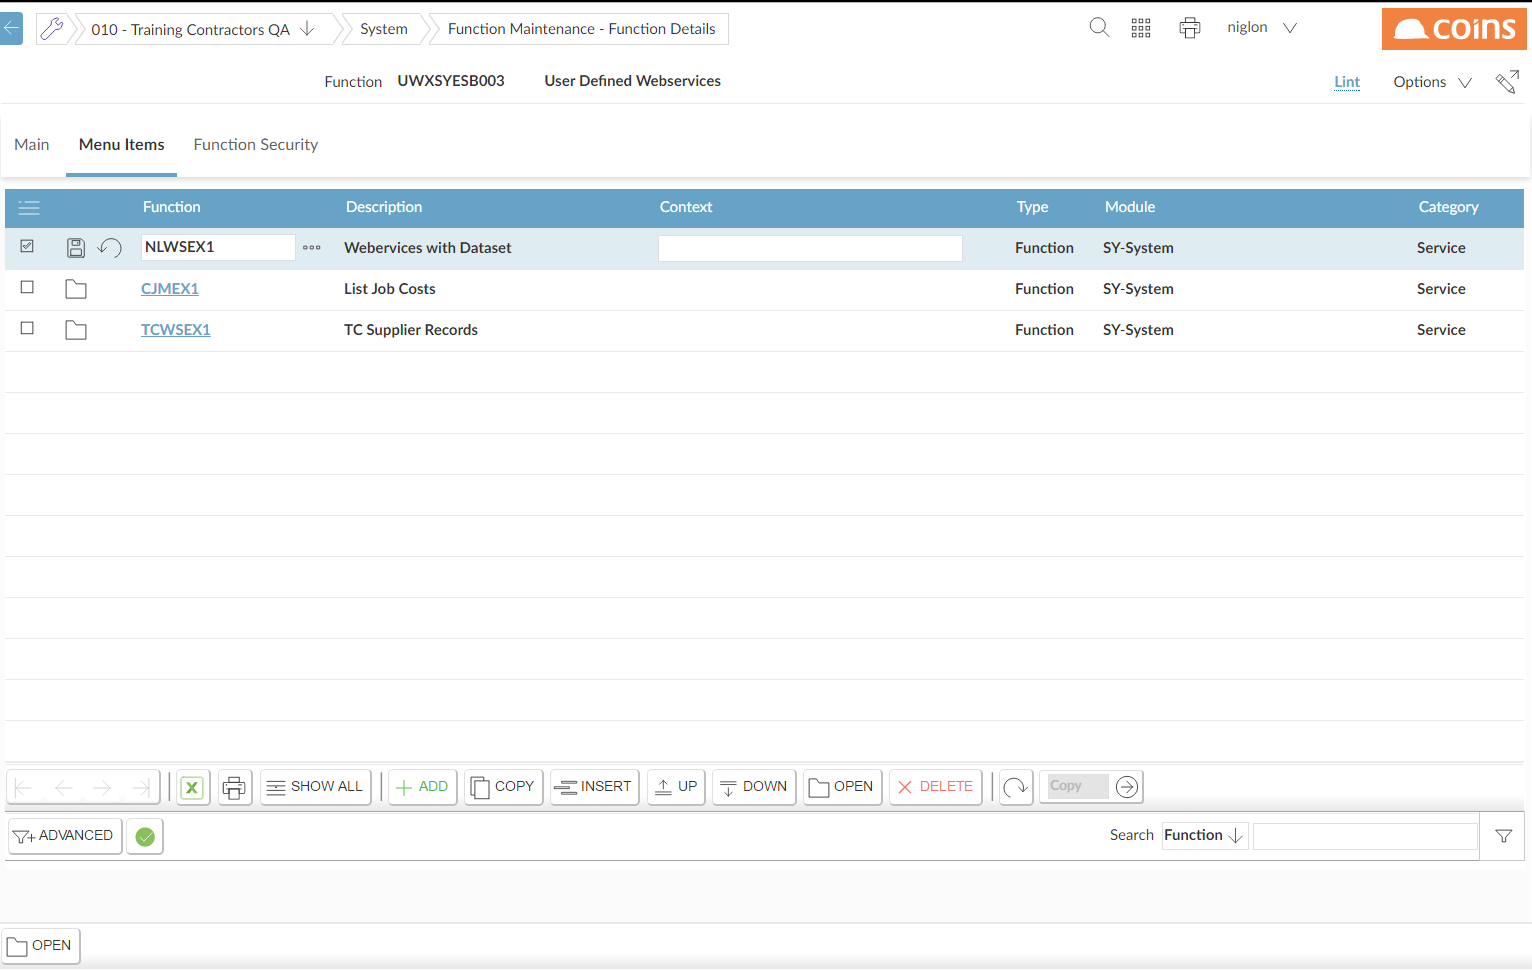 010 - Training Contractors QA System Function Maintenance - Function Details niglon coins
Function UWXSYESB003 User Defined Webservices Lint Options
Main Menu Items Function Security
Function Description Context Type Module Category
NLWSEX1 Webervices with Dataset Function SY-System Service
CJMEX1 List Job Costs Function SY-System Service
TCWSEX1 TC Supplier Records Function SY-System Service
SHOW ALL ADD COPY INSERT UP DOWN OPEN DELETE Copy
ADVANCED Search Function
OPEN